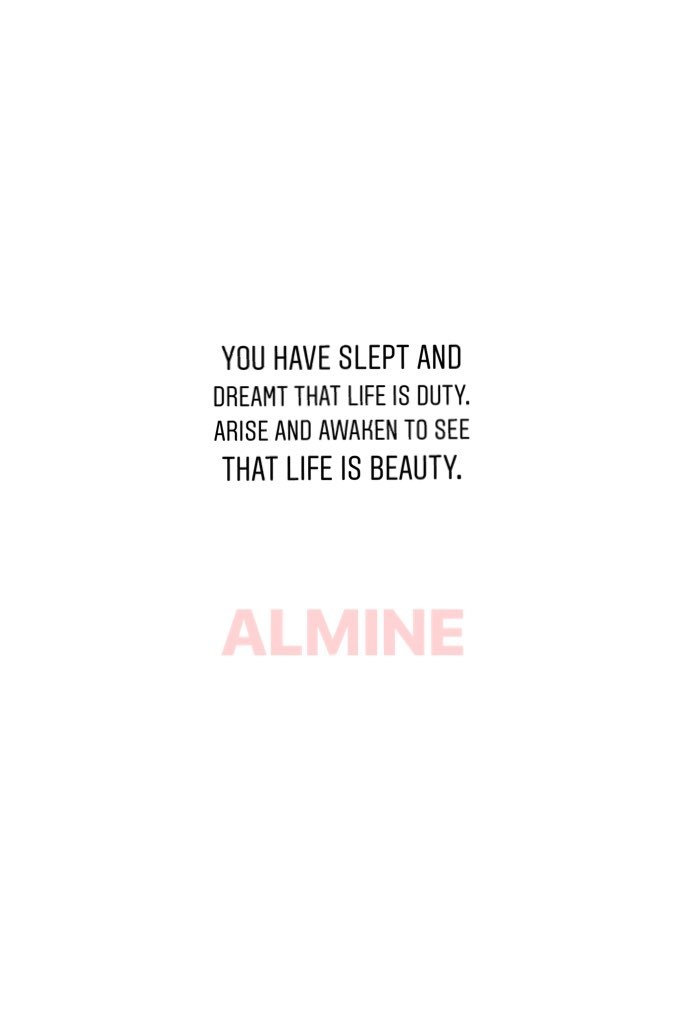 YOU HAVE SLEPT AND
DREAMT THAT LIFE IS DUTY.
ARISE AND AWAKEN TO SEE
THAT LIFE IS BEAUTY.
ALMINE